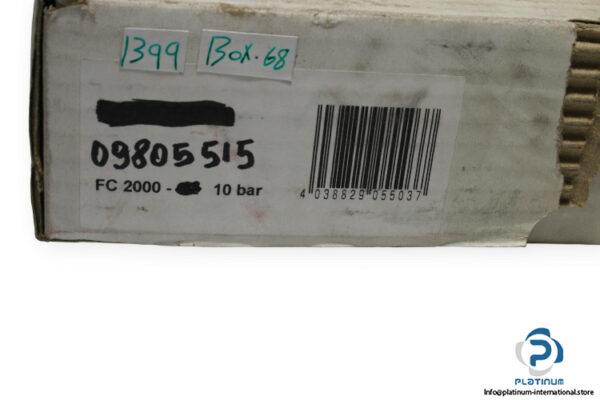 1399 Box.68
09805515
FC 2000 - 10 bar
4 038829 055037
PLATINUM
Info@platinum-international.store